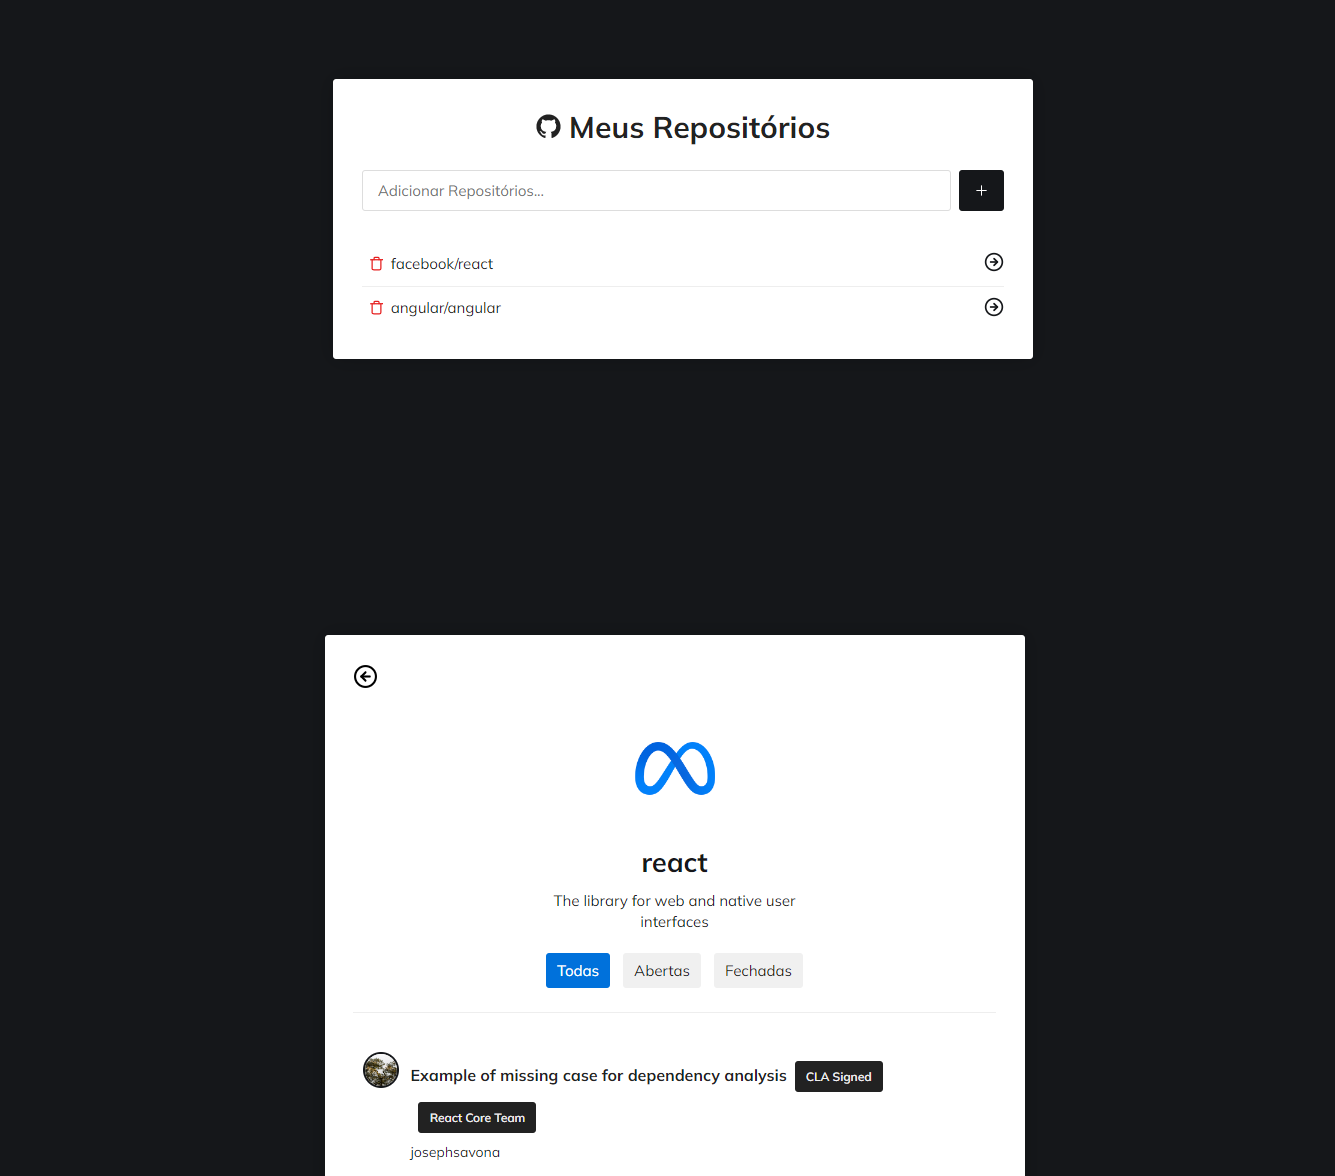 Meus Repositórios
Adicionar Repositórios...
facebook/react
angular/angular
react
The library for web and native user
interfaces
Todas Abertas Fechadas
Example of missing case for dependency analysis CLA Signed
React Core Team
josephsavona